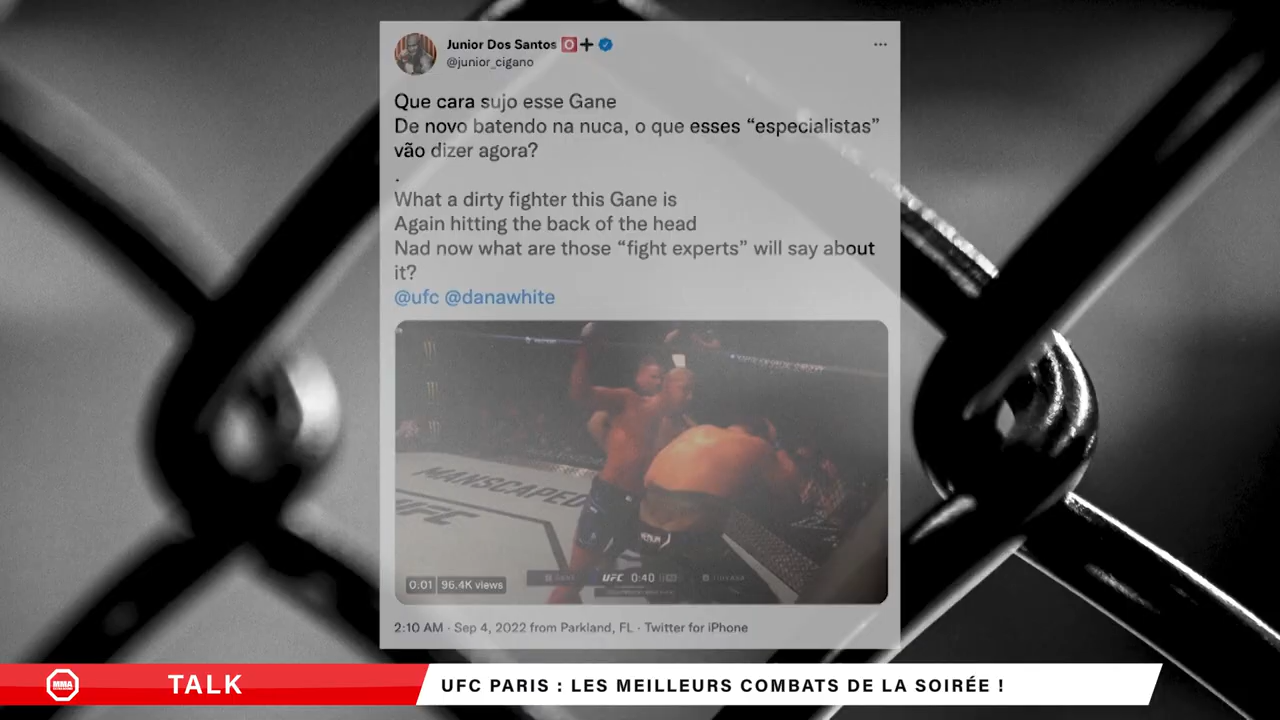 Junior Dos Santos
@junior_cigano
Que cara sujo esse Gane
De novo batendo na nuca, o que esses “especialistas”
vão dizer agora?
.
What a dirty fighter this Gane is
Again hitting the back of the head
Nad now what are those “fight experts” will say about
it?
@ufc @danawhite
MANSCAPED
UFC
UFC 0:40
0:01 96.4K views
2:10 AM · Sep 4, 2022 from Parkland, FL · Twitter for iPhone
MMA
TALK
UFC PARIS : LES MEILLEURS COMBATS DE LA SOIRÉE !